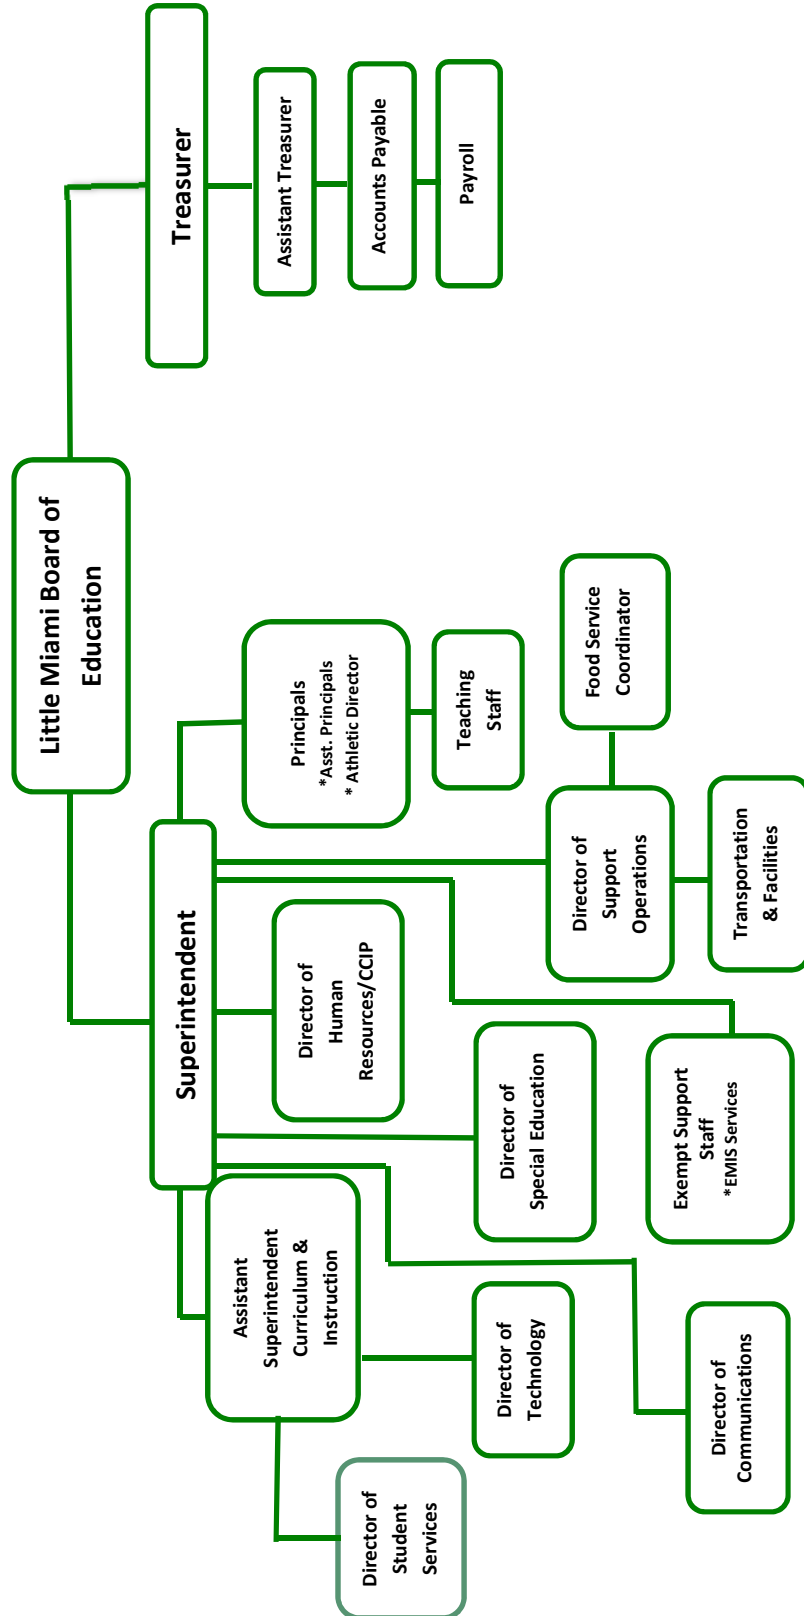 Little Miami Board of
Education
Superintendent
Treasurer
Assistant
Superintendent
Curriculum &
Instruction
Director of
Human
Resources/CCIP
Principals
*Asst. Principals
* Athletic Director
Assistant Treasurer
Accounts Payable
Payroll
Director of
Student
Services
Director of
Technology
Director of
Special Education
Teaching
Staff
Director of
Support
Operations
Food Service
Coordinator
Director of
Communications
Exempt Support
Staff
*EMIS Services
Transportation
& Facilities